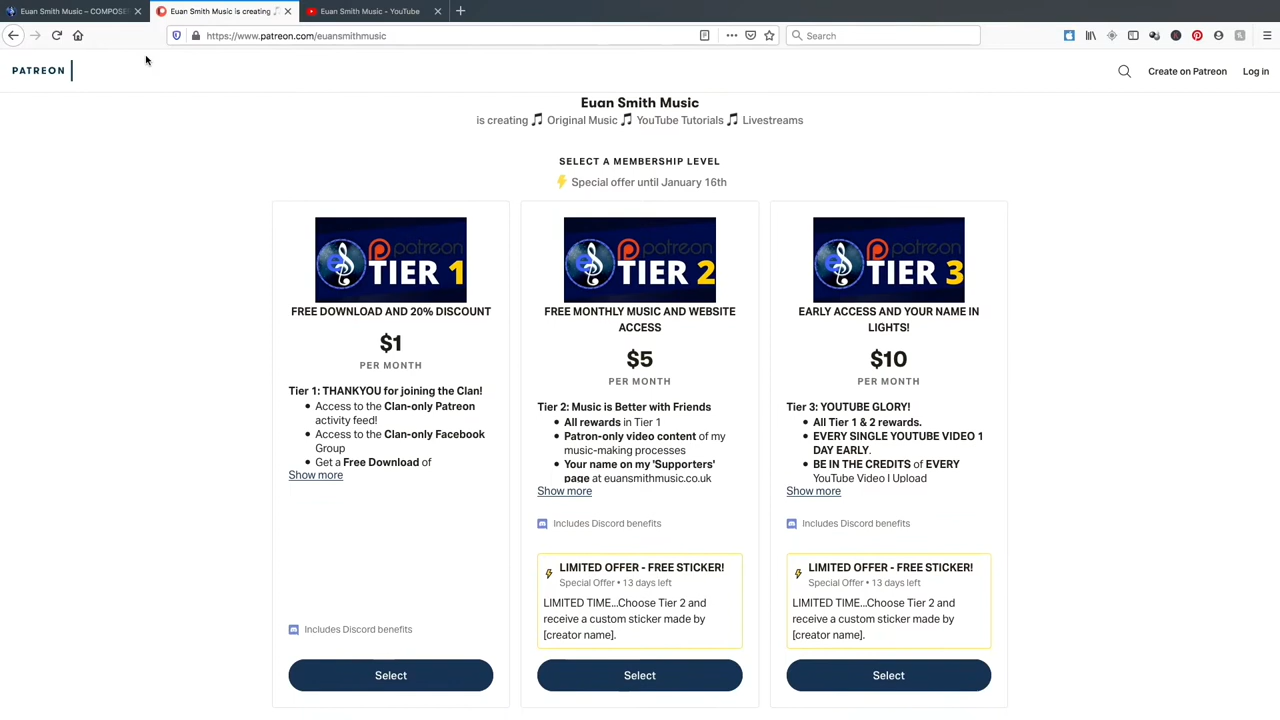 Euan Smith Music — COMPOSE
Euan Smith Music is creating
Euan Smith Music - YouTube
https://www.patreon.com/euansmithmusic
Search
PATREON
Create on Patreon
Log in
Euan Smith Music
is creating 🎵 Original Music 🎵 YouTube Tutorials 🎵 Livestreams
SELECT A MEMBERSHIP LEVEL
⚡ Special offer until January 16th
patreon
TIER 1
FREE DOWNLOAD AND 20% DISCOUNT
$1
PER MONTH
Tier 1: THANKYOU for joining the Clan!
• Access to the Clan-only Patreon
activity feed!
• Access to the Clan-only Facebook
Group
• Get a Free Download of
Show more
Includes Discord benefits
Select
patreon
TIER 2
FREE MONTHLY MUSIC AND WEBSITE
ACCESS
$5
PER MONTH
Tier 2: Music is Better with Friends
• All rewards in Tier 1
• Patron-only video content of my
music-making processes
• Your name on my 'Supporters'
page at euansmithmusic.co.uk
Show more
Includes Discord benefits
LIMITED OFFER - FREE STICKER!
Special Offer • 13 days left
LIMITED TIME...Choose Tier 2 and
receive a custom sticker made by
[creator name].
Select
patreon
TIER 3
EARLY ACCESS AND YOUR NAME IN
LIGHTS!
$10
PER MONTH
Tier 3: YOUTUBE GLORY!
• All Tier 1 & 2 rewards.
• EVERY SINGLE YOUTUBE VIDEO 1
DAY EARLY.
• BE IN THE CREDITS of EVERY
YouTube Video I Upload
Show more
Includes Discord benefits
LIMITED OFFER - FREE STICKER!
Special Offer • 13 days left
LIMITED TIME...Choose Tier 2 and
receive a custom sticker made by
[creator name].
Select